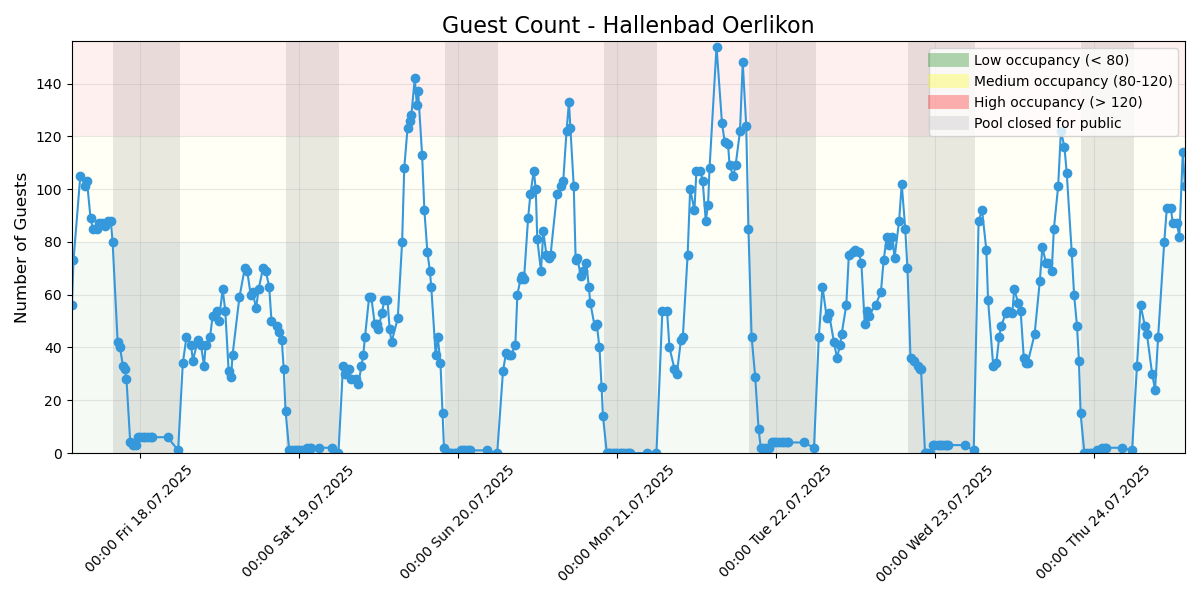 Guest Count - Hallenbad Oerlikon
Number of Guests
140
120
100
80
60
40
20
0
Low occupancy (< 80)
Medium occupancy (80-120)
High occupancy (> 120)
Pool closed for public
00:00 Fri 18.07.2025
00:00 Sat 19.07.2025
00:00 Sun 20.07.2025
00:00 Mon 21.07.2025
00:00 Tue 22.07.2025
00:00 Wed 23.07.2025
00:00 Thu 24.07.2025